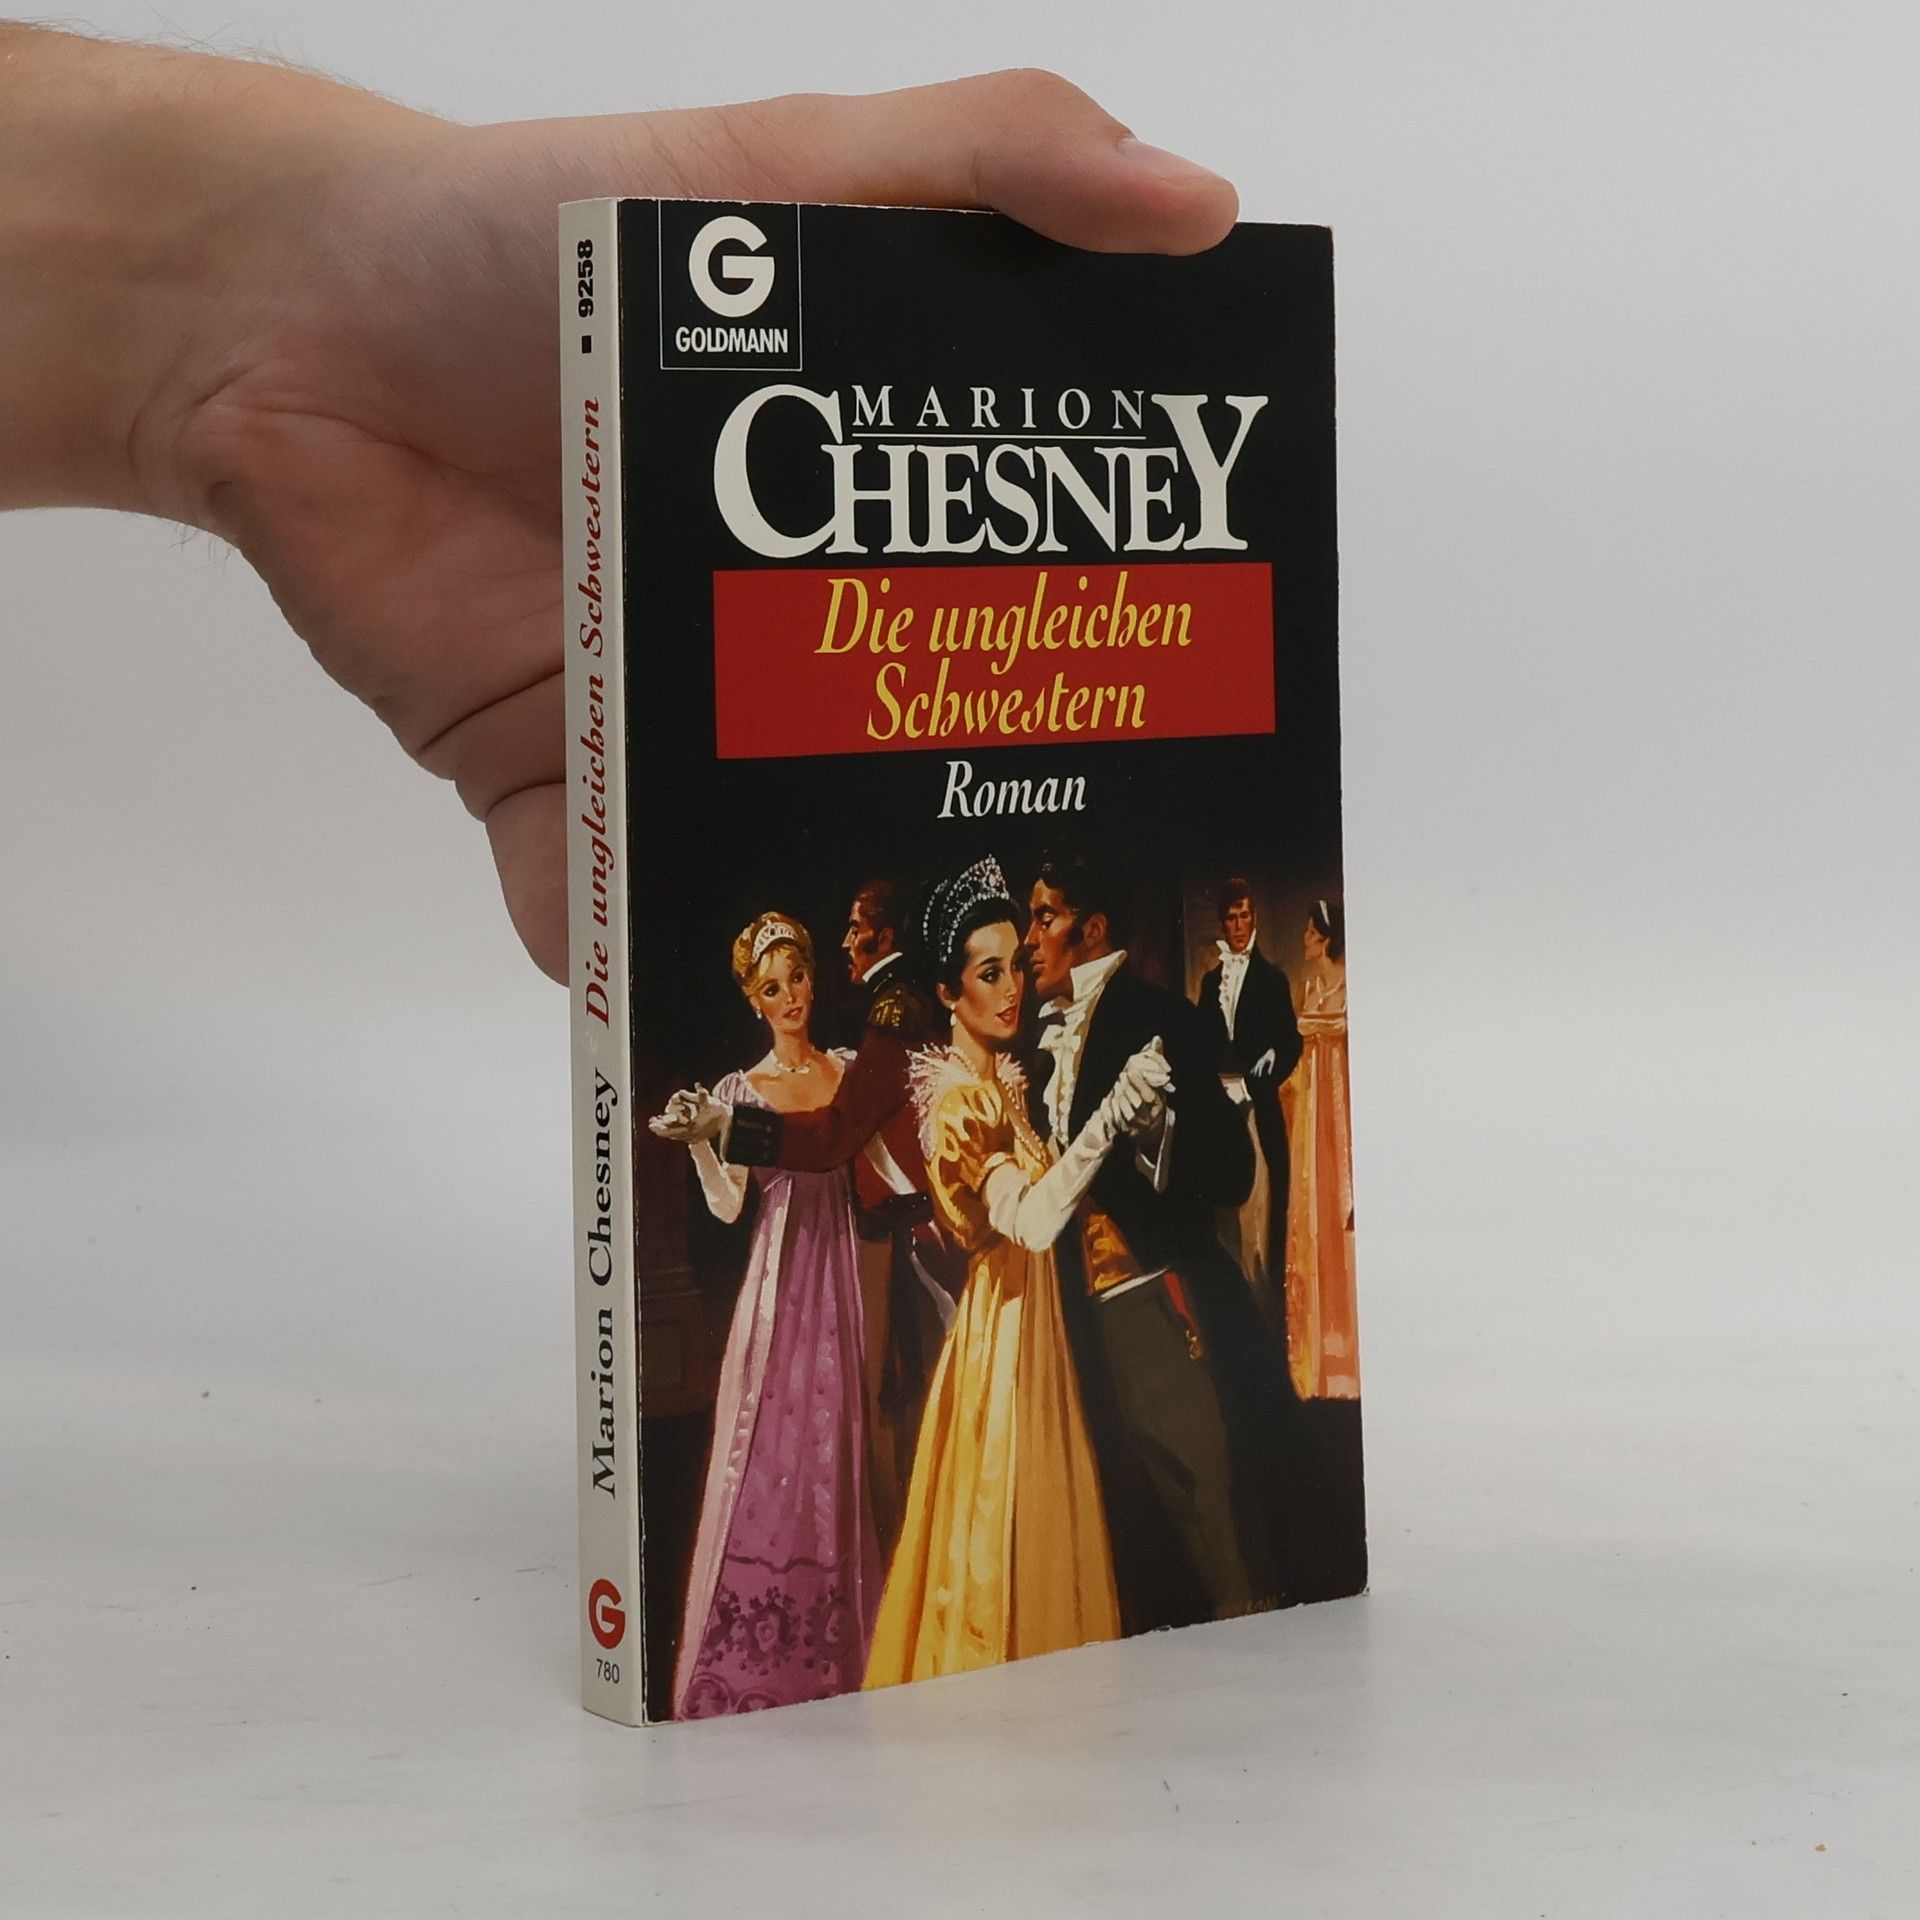 G
GOLDMANN
MARION
CHESNEY
Die ungleichen
Schwestern
Roman
Marion Chesney Die ungleichen Schwestern ■ 9258
G
780